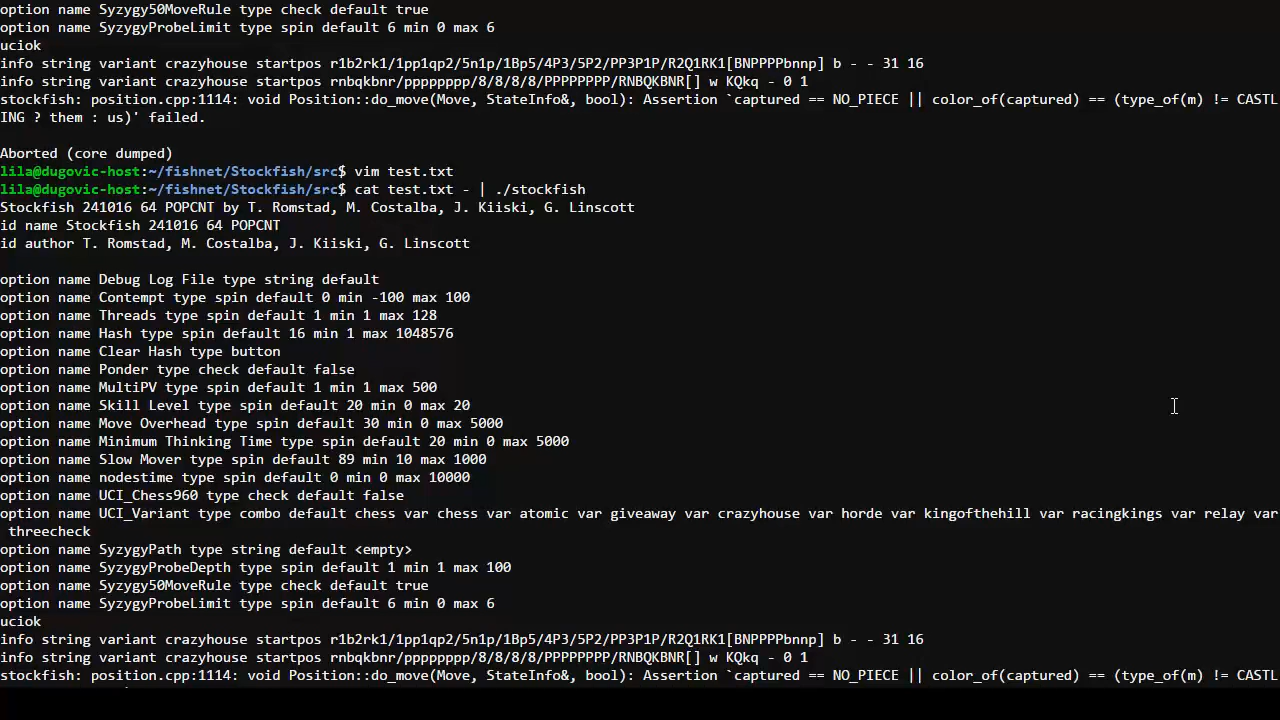 option name Syzygy50MoveRule type check default true
option name SyzygyProbeLimit type spin default 6 min 0 max 6
uciok
info string variant crazyhouse startpos r1b2rk1/1pp1qp2/5n1p/1Bp5/4P3/5P2/PP3P1P/R2Q1RK1[BNPPPPbnnp] b - - 31 16
info string variant crazyhouse startpos rnbqkbnr/pppppppp/8/8/8/8/PPPPPPPP/RNBQKBNR[] w KQkq - 0 1
stockfish: position.cpp:1114: void Position::do_move(Move, StateInfo&, bool): Assertion `captured == NO_PIECE || color_of(captured) == (type_of(m) != CASTL
ING ? them : us)' failed.
Aborted (core dumped)
lila@dugovic-host:~/fishnet/Stockfish/src$ vim test.txt
lila@dugovic-host:~/fishnet/Stockfish/src$ cat test.txt - | ./stockfish
Stockfish 241016 64 POPCNT by T. Romstad, M. Costalba, J. Kiiski, G. Linscott
id name Stockfish 241016 64 POPCNT
id author T. Romstad, M. Costalba, J. Kiiski, G. Linscott
option name Debug Log File type string default
option name Contempt type spin default 0 min -100 max 100
option name Threads type spin default 1 min 1 max 128
option name Hash type spin default 16 min 1 max 1048576
option name Clear Hash type button
option name Ponder type check default false
option name MultiPV type spin default 1 min 1 max 500
option name Skill Level type spin default 20 min 0 max 20
option name Move Overhead type spin default 30 min 0 max 5000
option name Minimum Thinking Time type spin default 20 min 0 max 5000
option name Slow Mover type spin default 89 min 10 max 1000
option name nodestime type spin default 0 min 0 max 10000
option name UCI_Chess960 type check default false
option name UCI_Variant type combo default chess var chess var atomic var giveaway var crazyhouse var horde var kingofthehill var racingkings var relay var
threecheck
option name SyzygyPath type string default <empty>
option name SyzygyProbeDepth type spin default 1 min 1 max 100
option name Syzygy50MoveRule type check default true
option name SyzygyProbeLimit type spin default 6 min 0 max 6
uciok
info string variant crazyhouse startpos r1b2rk1/1pp1qp2/5n1p/1Bp5/4P3/5P2/PP3P1P/R2Q1RK1[BNPPPPbnnp] b - - 31 16
info string variant crazyhouse startpos rnbqkbnr/pppppppp/8/8/8/8/PPPPPPPP/RNBQKBNR[] w KQkq - 0 1
stockfish: position.cpp:1114: void Position::do_move(Move, StateInfo&, bool): Assertion `captured == NO_PIECE || color_of(captured) == (type_of(m) != CASTL